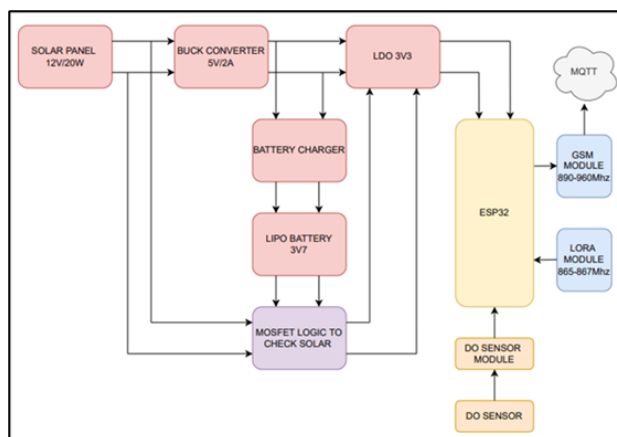 SOLAR PANEL
12V/20W
BUCK CONVERTER
5V/2A
LDO 3V3
MQTT
BATTERY CHARGER
ESP32
GSM
MODULE
890-960Mhz
LIPO BATTERY
3V7
LORA
MODULE
865-867Mhz
MOSFET LOGIC TO
CHECK SOLAR
DO SENSOR
MODULE
DO SENSOR